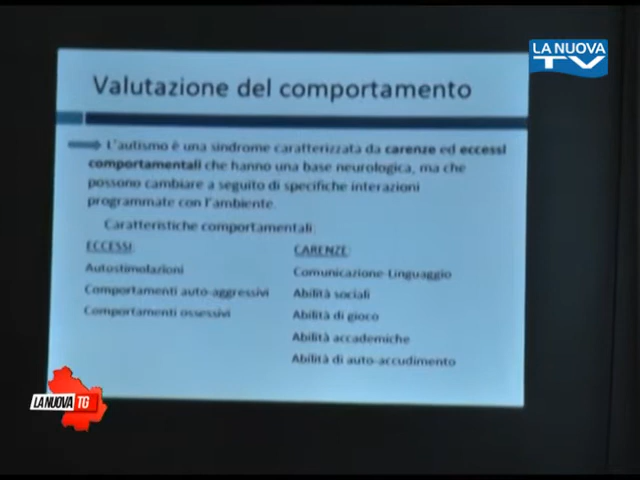 LA NUOVA
TV
Valutazione del comportamento
L'autismo è una sindrome caratterizzata da carenze ed eccessi
comportamentali che hanno una base neurologica, ma che
possono cambiare a seguito di specifiche interazioni
programmate con l'ambiente.
Caratteristiche comportamentali:
ECCESSI:
Autostimolazioni
Comportamenti auto-aggressivi
Comportamenti ossessivi
CARENZE:
Comunicazione-Linguaggio
Abilità sociali
Abilità di gioco
Abilità accademiche
Abilità di auto-accudimento
LA NUOVA TG